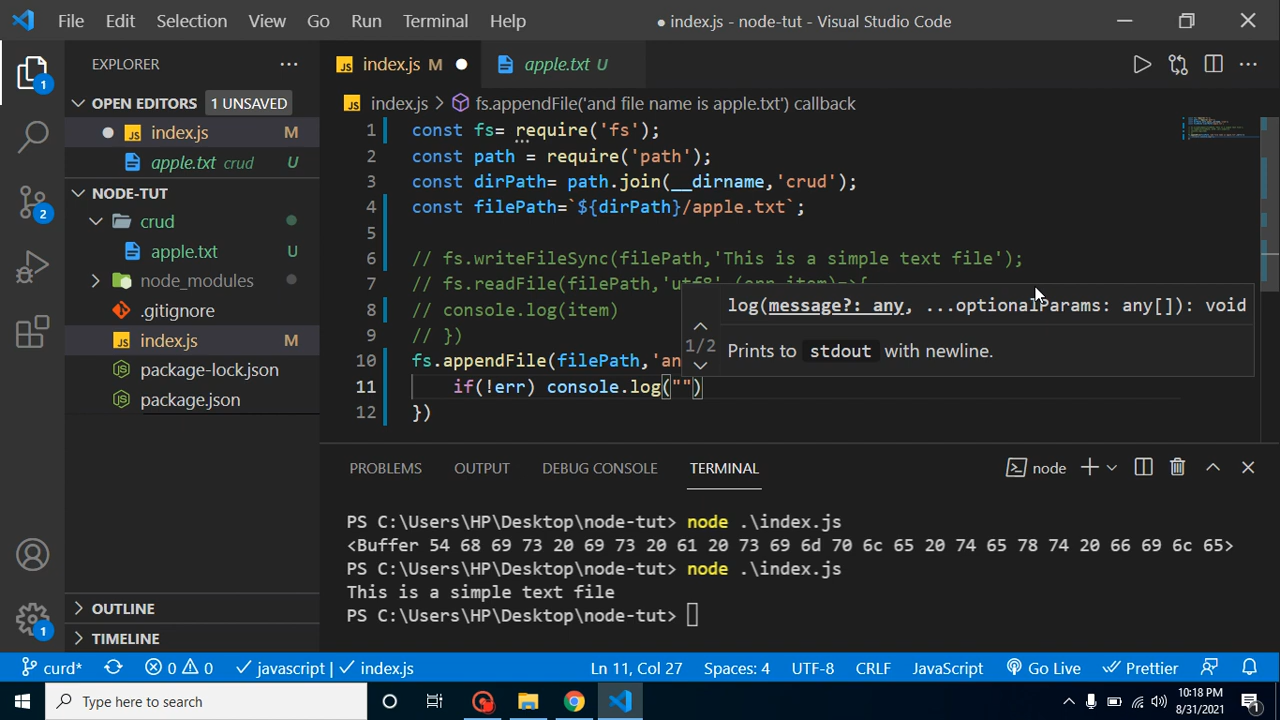 File Edit Selection View Go Run Terminal Help
● index.js - node-tut - Visual Studio Code
EXPLORER
OPEN EDITORS 1 UNSAVED
index.js M
apple.txt crud U
NODE-TUT
crud
apple.txt U
node_modules
.gitignore
index.js M
package-lock.json
package.json
OUTLINE
TIMELINE
1
2
1
index.js M
apple.txt U
index.js > fs.appendFile('and file name is apple.txt') callback
1 const fs= require('fs');
2 const path = require('path');
3 const dirPath= path.join(__dirname,'crud');
4 const filePath=`${dirPath}/apple.txt`;
5
6 // fs.writeFileSync(filePath,'This is a simple text file');
7 // fs.readFile(filePath,'utf8',(err,item)=>{
8 // console.log(item)
9 // })
10 fs.appendFile(filePath,'an
11 if(!err) console.log("")
12 })
log(message?: any, ...optionalParams: any[]): void
1/2
Prints to stdout with newline.
PROBLEMS OUTPUT DEBUG CONSOLE TERMINAL
node
PS C:\Users\HP\Desktop\node-tut> node .\index.js
<Buffer 54 68 69 73 20 69 73 20 61 20 73 69 6d 70 6c 65 20 74 65 78 74 20 66 69 6c 65>
PS C:\Users\HP\Desktop\node-tut> node .\index.js
This is a simple text file
PS C:\Users\HP\Desktop\node-tut>
curd* 0 0 javascript | index.js Ln 11, Col 27 Spaces: 4 UTF-8 CRLF JavaScript Go Live Prettier
Type here to search
10:18 PM
8/31/2021
1